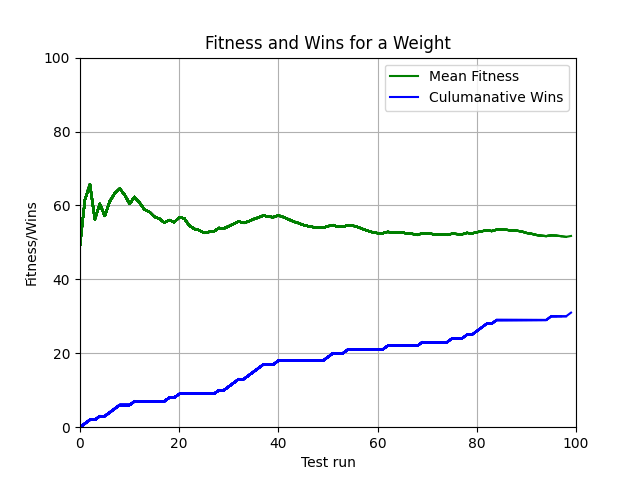 Fitness and Wins for a Weight
Mean Fitness
Culumanative Wins
Fitness/Wins
100
80
60
40
20
0
0 20 40 60 80 100
Test run